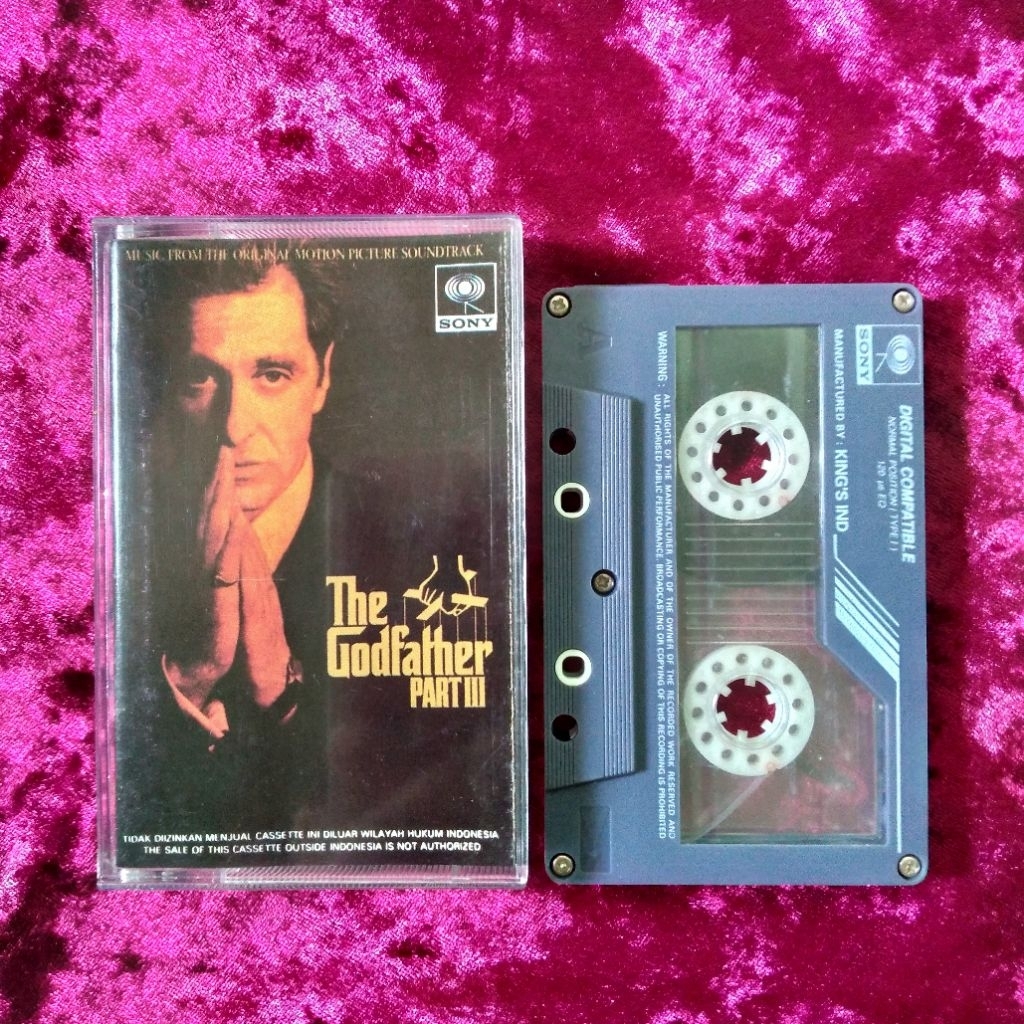 MUSIC FROM THE ORIGINAL MOTION PICTURE SOUNDTRACK
SONY
The
Godfather
PART III
TIDAK DIIZINKAN MENJUAL CASSETTE INI DILUAR WILAYAH HUKUM INDONESIA
THE SALE OF THIS CASSETTE OUTSIDE INDONESIA IS NOT AUTHORIZED
A
SONY
DIGITAL COMPATIBLE
NORMAL POSITION (TYPE I)
120 µs EQ
MANUFACTURED BY : KING'S IND
WARNING : ALL RIGHTS OF THE MANUFACTURER AND OF THE OWNER OF THE RECORDED WORK RESERVED AND
UNAUTHORISED PUBLIC PERFORMANCE BROADCASTING OR COPYING OF THIS RECORDING IS PROHIBITED